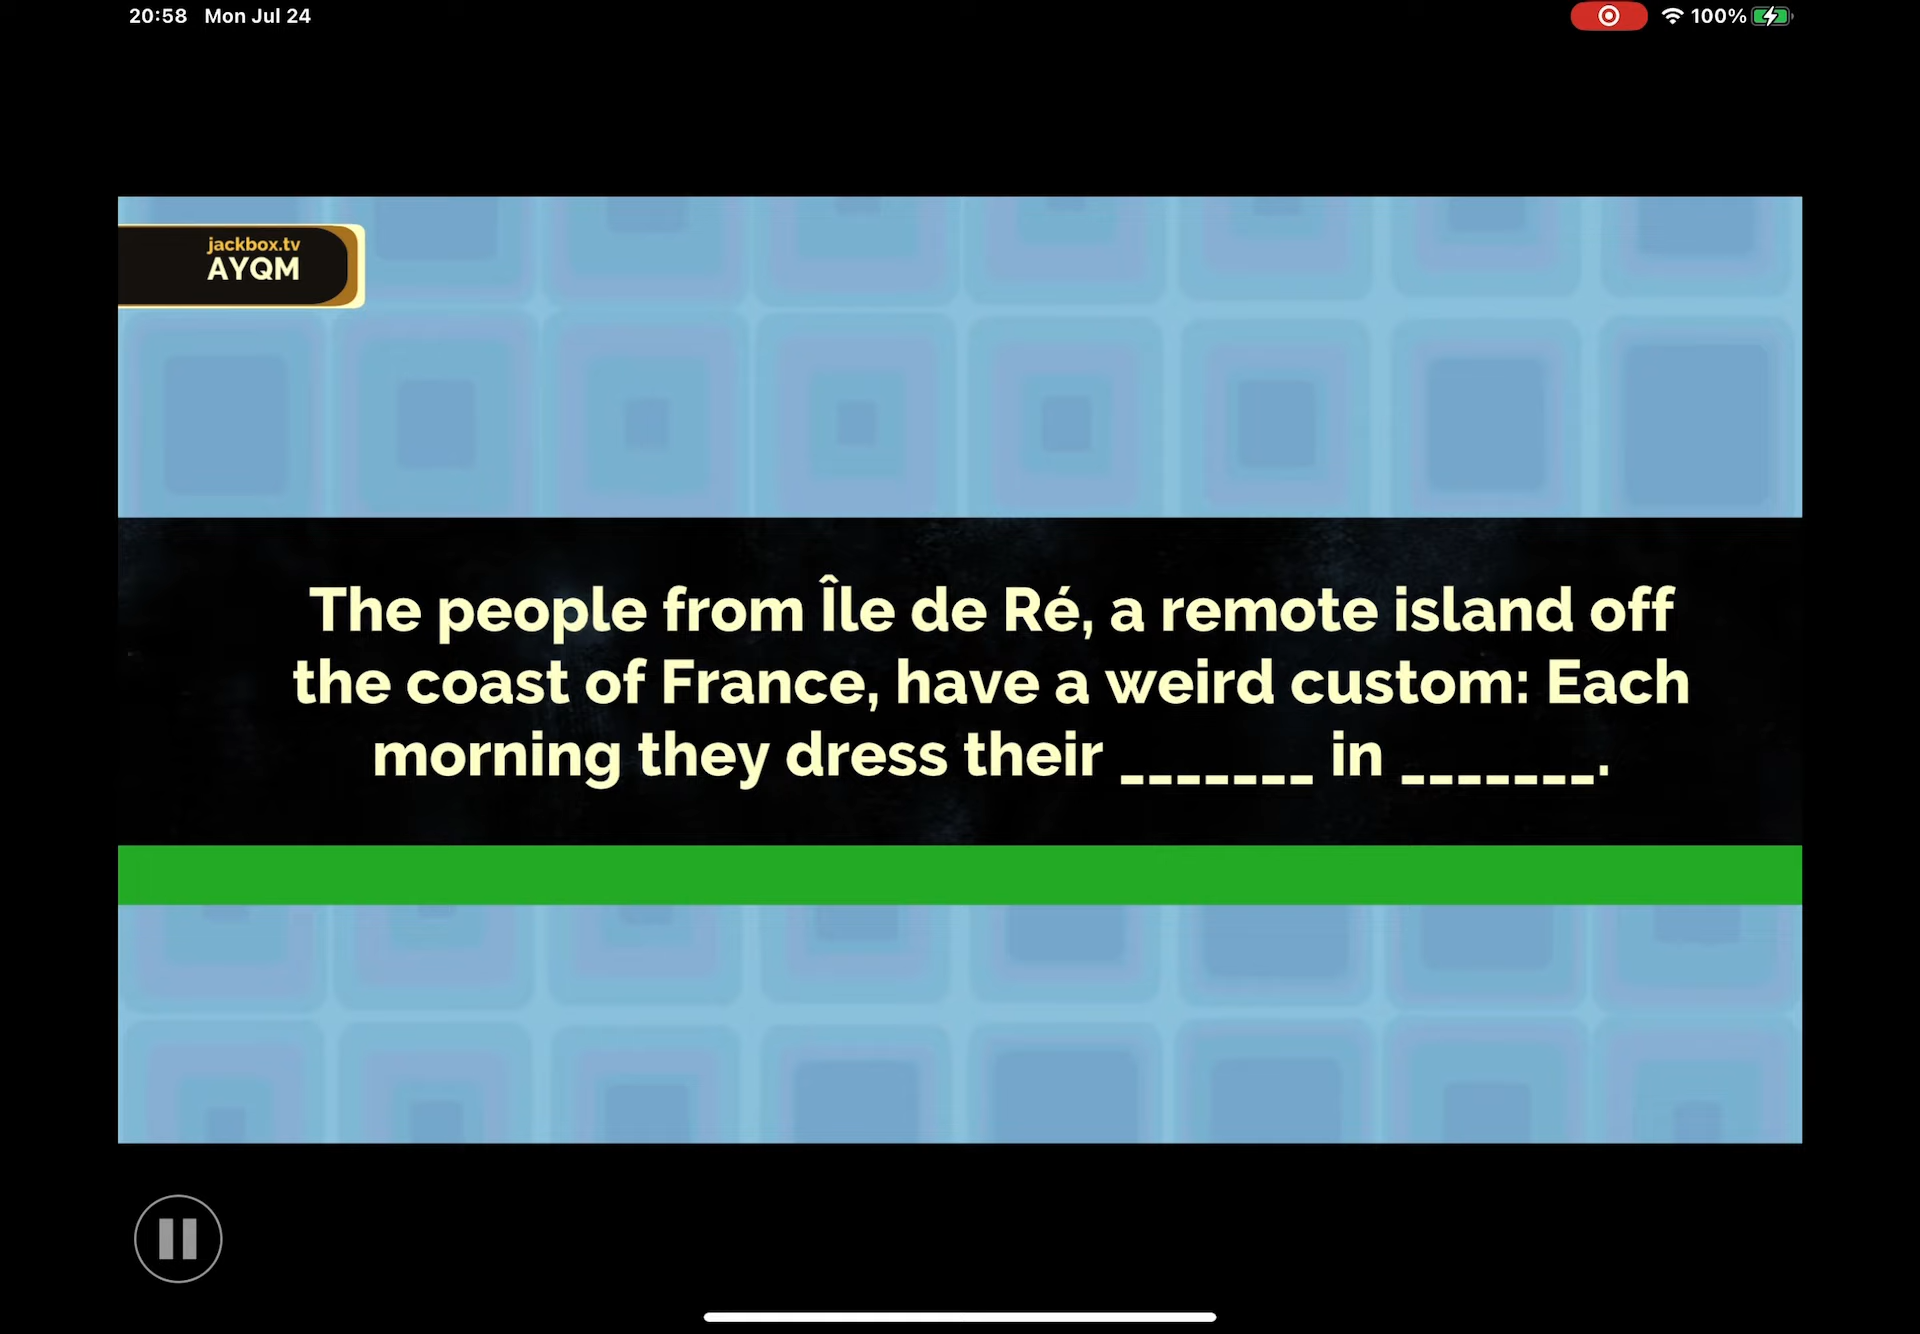 20:58 Mon Jul 24
100%
jackbox.tv
AYQM
The people from Île de Ré, a remote island off
the coast of France, have a weird custom: Each
morning they dress their _______ in _______.